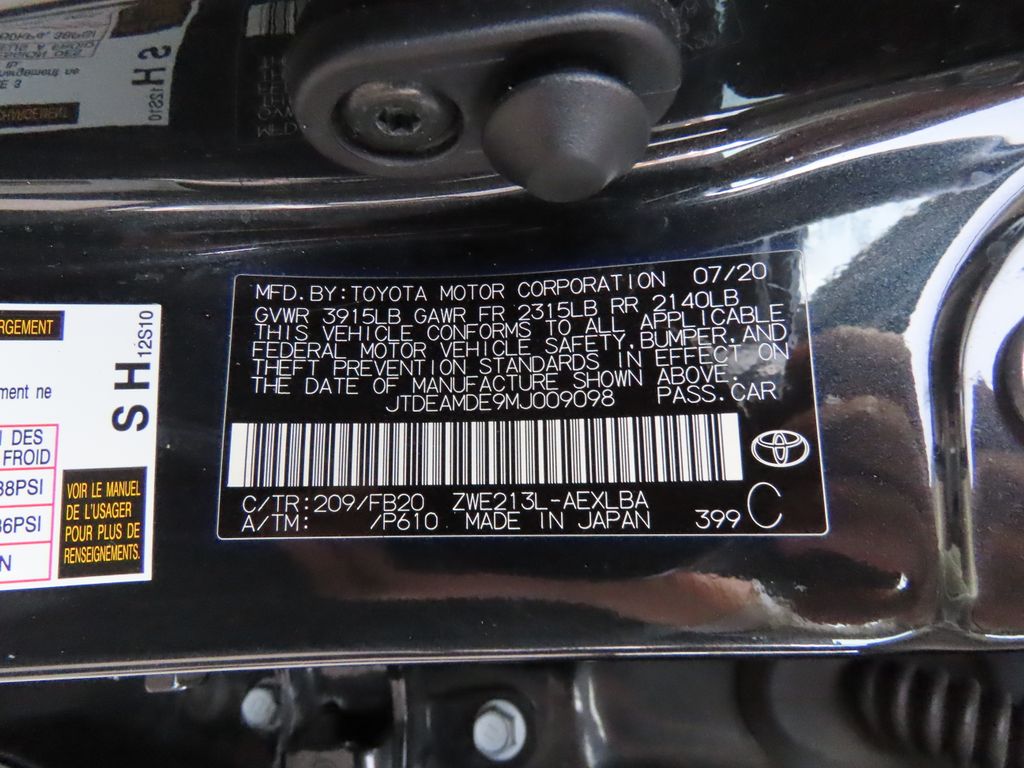 MFD.BY:TOYOTA MOTOR CORPORATION 07/20
GVWR 3915LB GAWR FR 2315LB RR 2140LB
THIS VEHICLE CONFORMS TO ALL APPLICABLE
FEDERAL MOTOR VEHICLE SAFETY,BUMPER,AND
THEFT PREVENTION STANDARDS IN EFFECT ON
THE DATE OF MANUFACTURE SHOWN ABOVE.
JTDEAMDE9MJ009098 PASS.CAR
C/TR:209/FB20 ZWE213L-AEXLBA
A/TM: /P610 MADE IN JAPAN 399 C
RGEMENT
SH 12S10
ment ne
DES
FROID
38PSI
36PSI
N
VOIR LE MANUEL
DE L'USAGER
POUR PLUS DE
RENSEIGNEMENTS.
SH 12S10